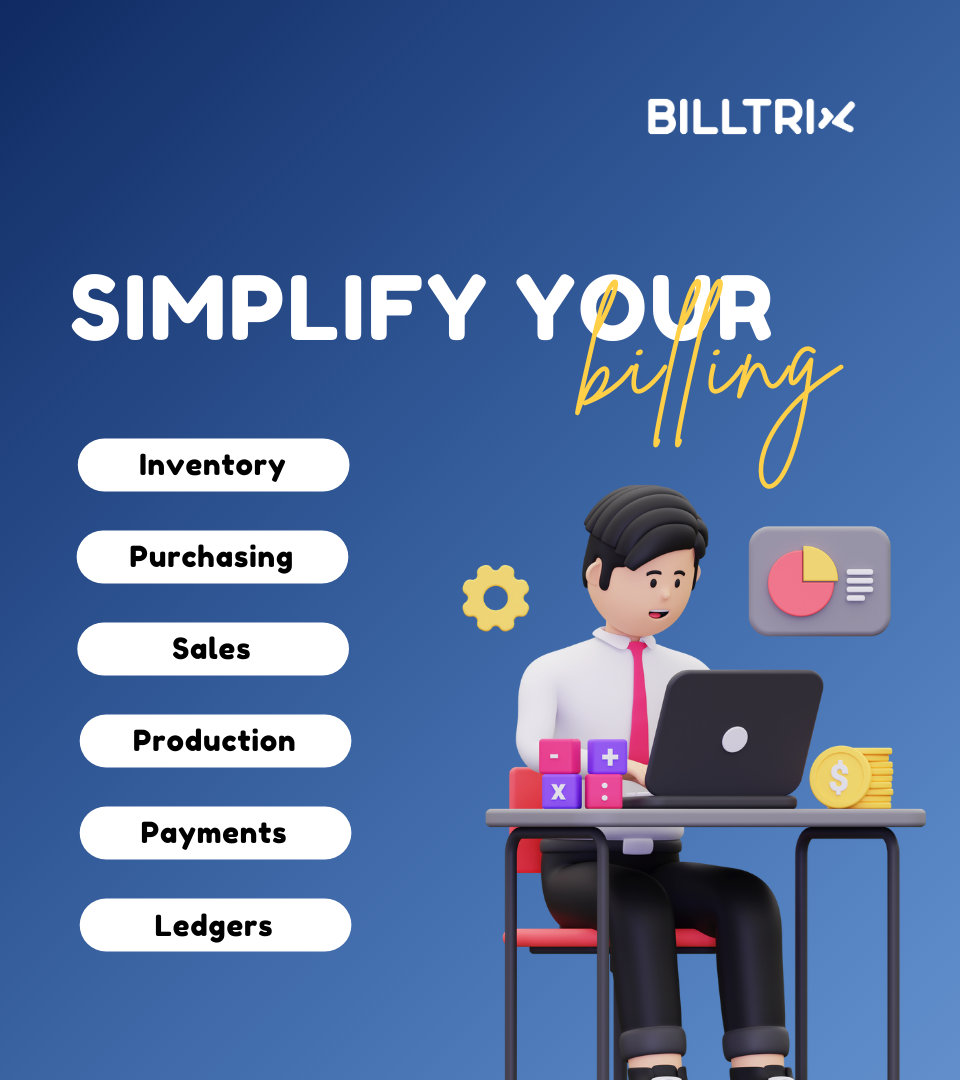 BILLTRIX
SIMPLIFY YOUR
billing
Inventory
Purchasing
Sales
Production
Payments
Ledgers
- +
x :
$